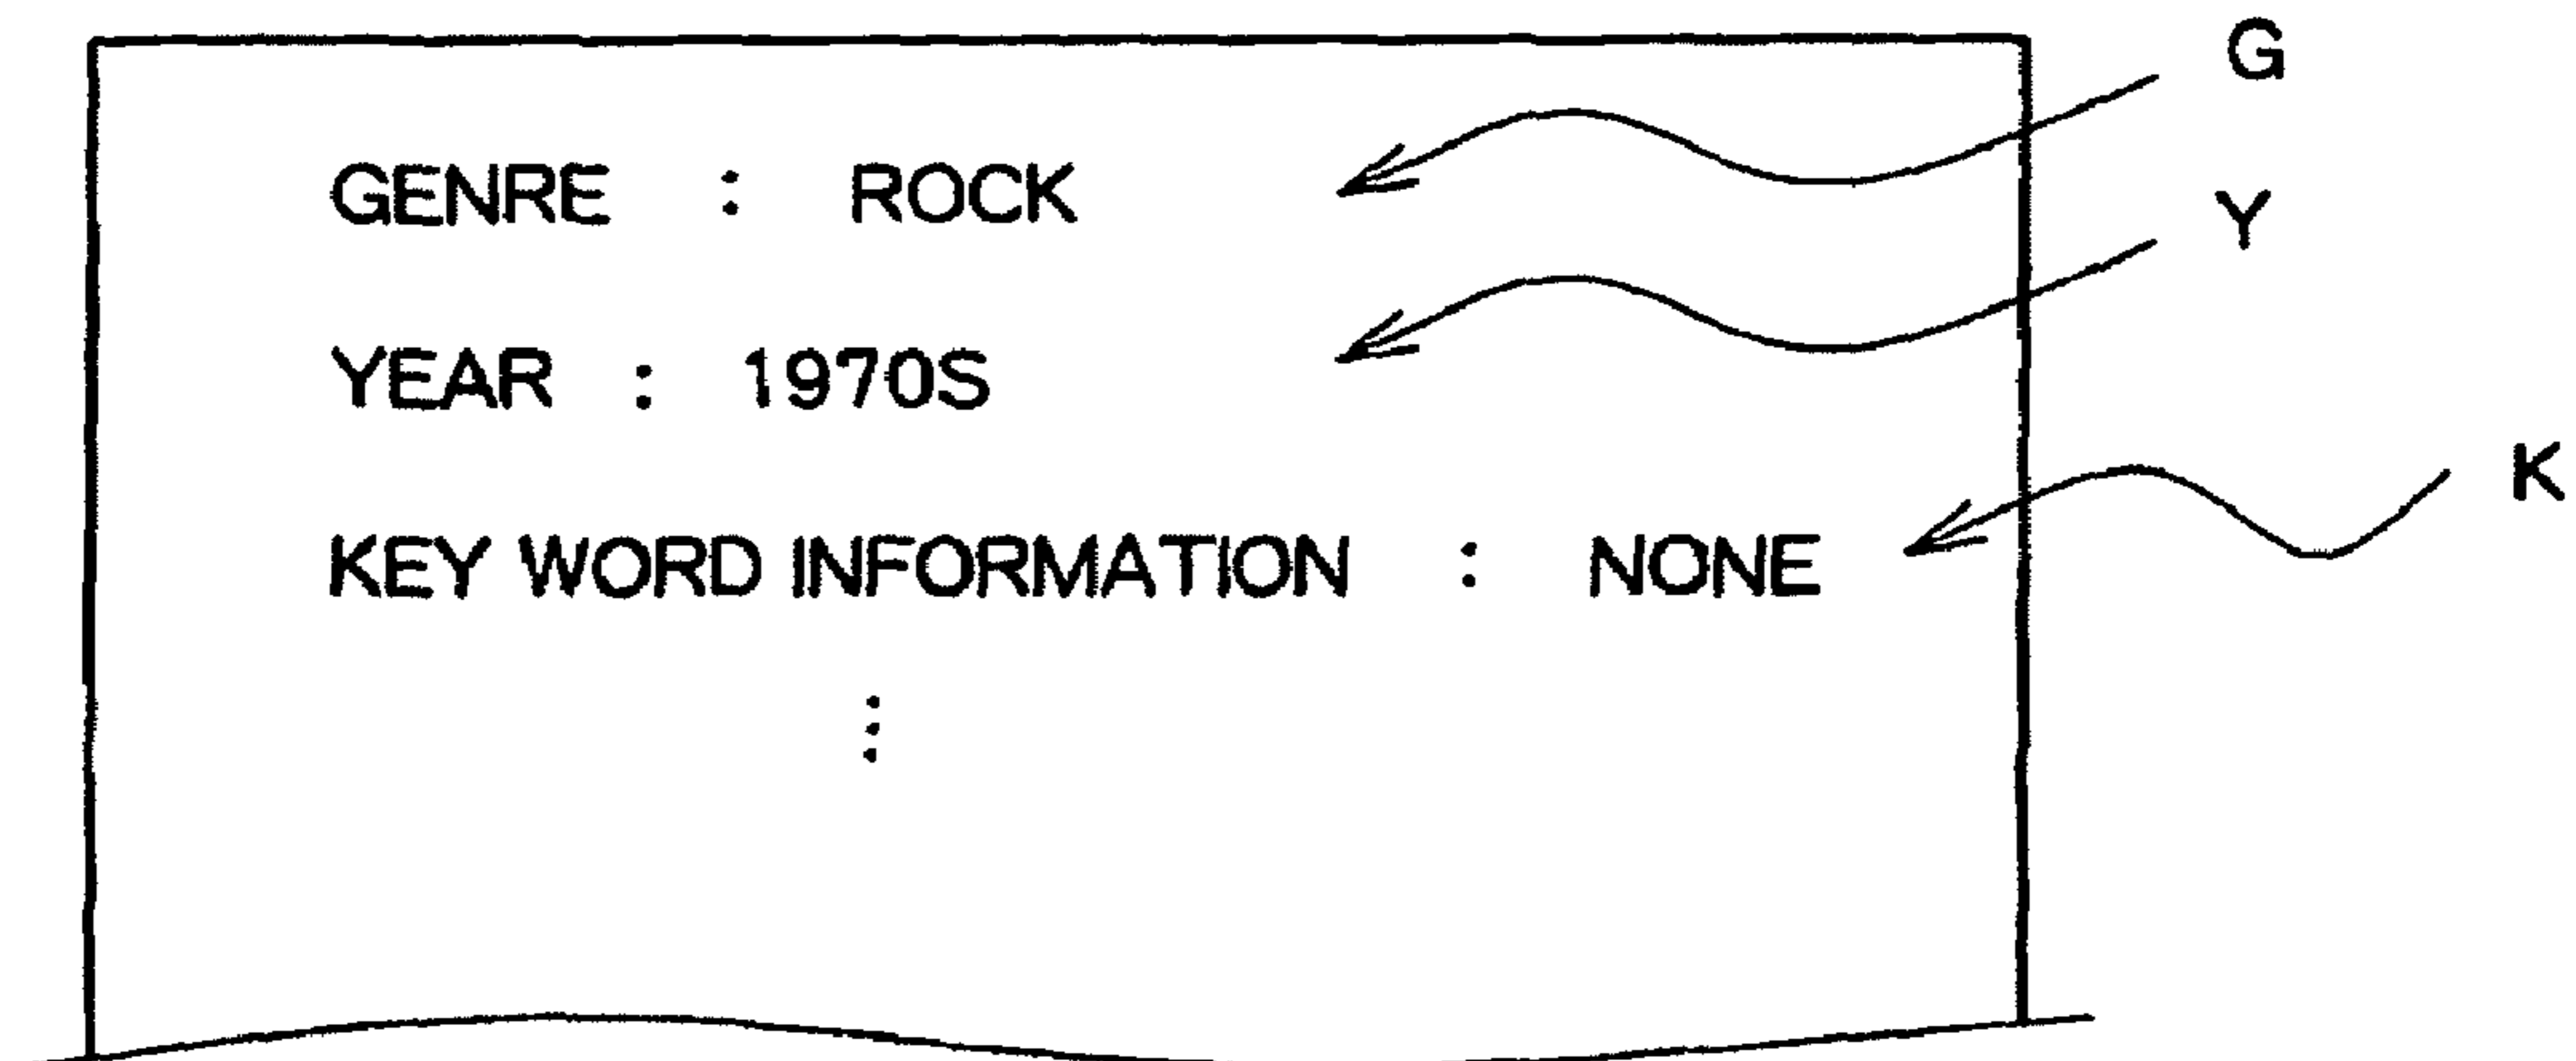 G
GENRE : ROCK
Y
YEAR : 1970S
K
KEY WORD INFORMATION : NONE
⋮